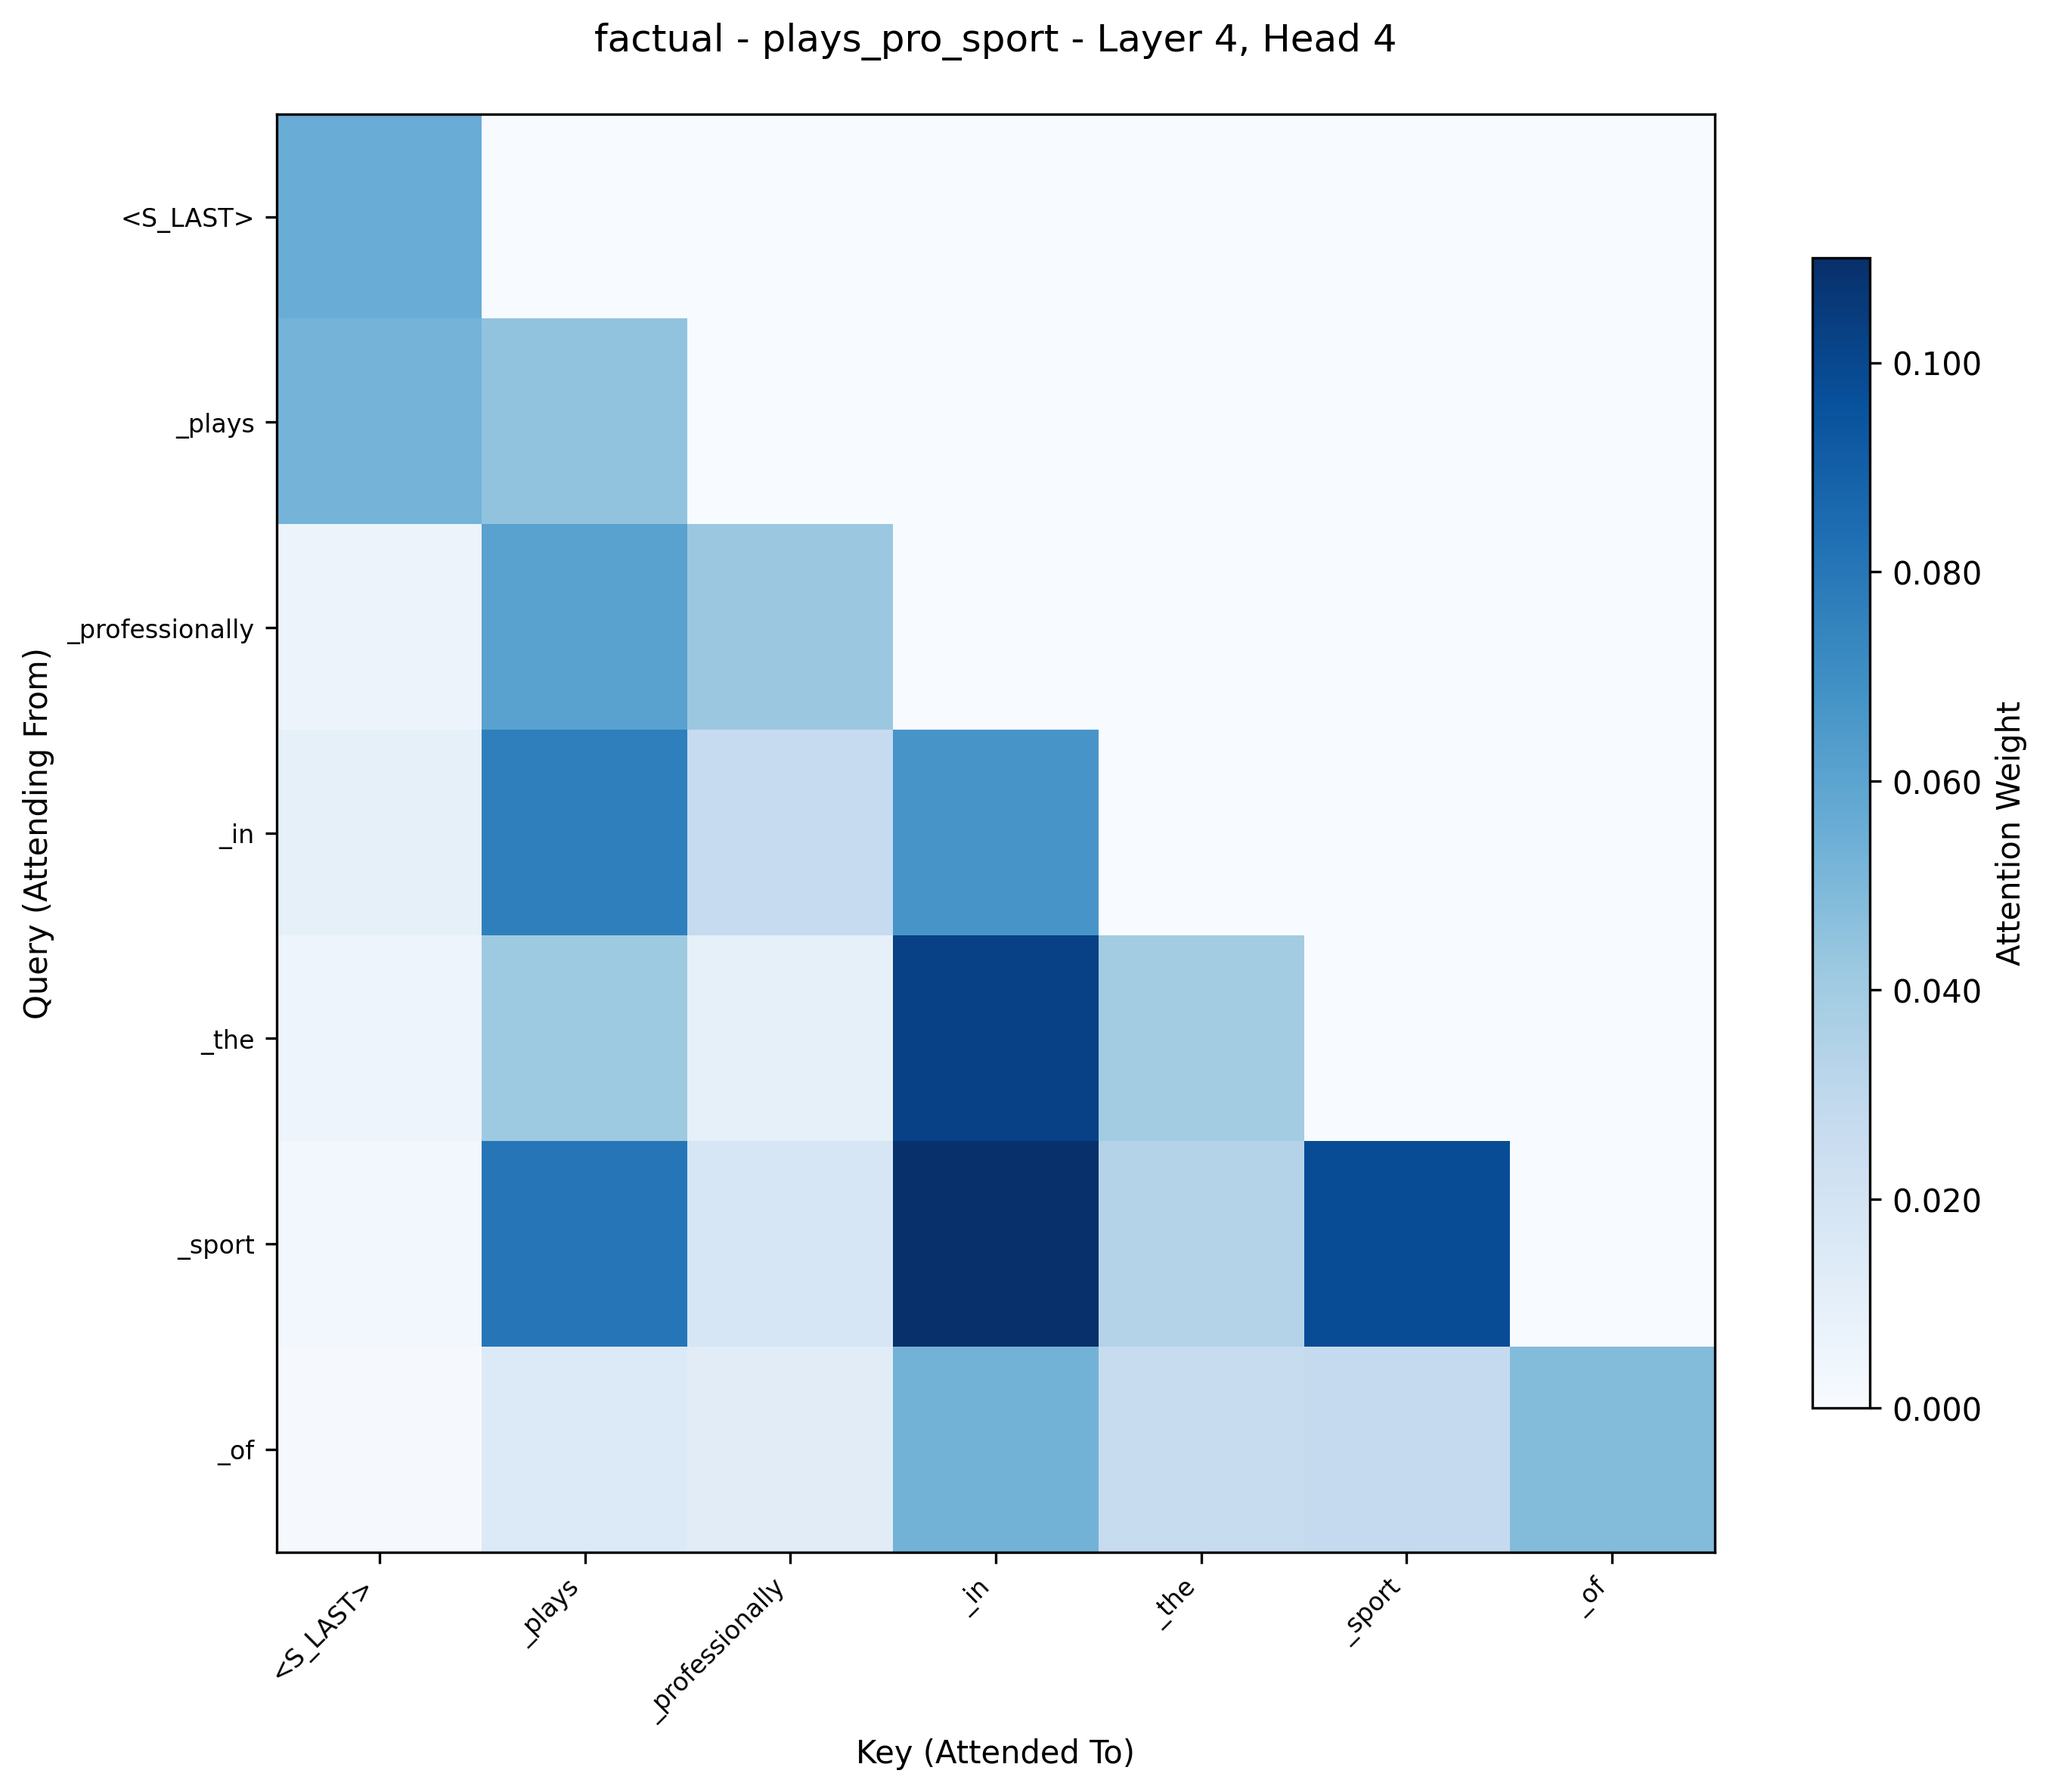 factual - plays_pro_sport - Layer 4, Head 4
<S_LAST>
_plays
_professionally
_in
_the
_sport
_of
Query (Attending From)
<S_LAST>
_plays
_professionally
_in
_the
_sport
_of
Key (Attended To)
0.100
0.080
0.060
0.040
0.020
0.000
Attention Weight